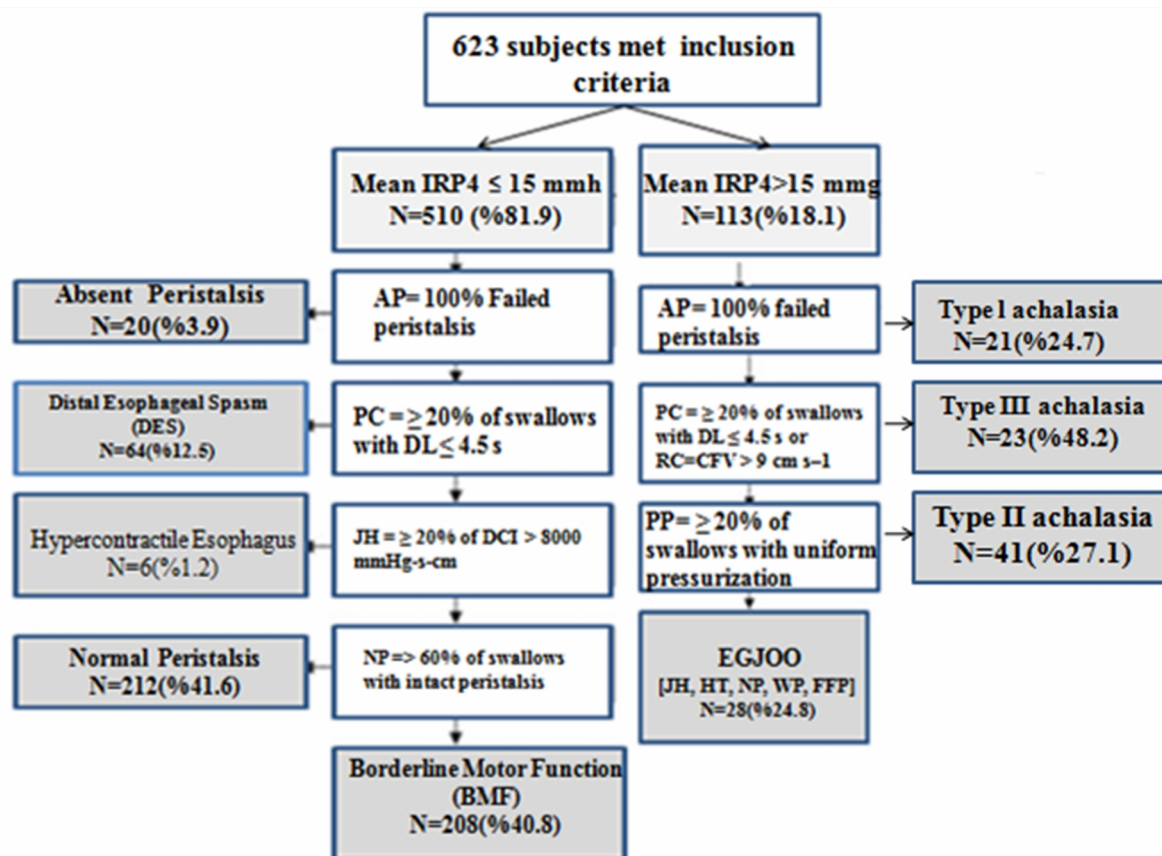 623 subjects met inclusion
criteria
Mean IRP4 ≤ 15 mmh
N=510 (%81.9)
Mean IRP4>15 mmg
N=113(%18.1)
Absent Peristalsis
N=20(%3.9)
AP= 100% Failed
peristalsis
AP= 100% failed
peristalsis
Type I achalasia
N=21(%24.7)
Distal Esophageal Spasm
(DES)
N=64(%12.5)
PC = ≥ 20% of swallows
with DL ≤ 4.5 s
PC = ≥ 20% of swallows
with DL ≤ 4.5 s or
RC=CFV > 9 cm s–1
Type III achalasia
N=23(%48.2)
Hypercontractile Esophagus
N=6(%1.2)
JH = ≥ 20% of DCI > 8000
mmHg-s-cm
PP= ≥20% of
swallows with uniform
pressurization
Type II achalasia
N=41(%27.1)
Normal Peristalsis
N=212(%41.6)
NP=> 60% of swallows
with intact peristalsis
EGJOO
[JH, HT, NP, WP, FFP]
N=28(%24.8)
Borderline Motor Function
(BMF)
N=208(%40.8)